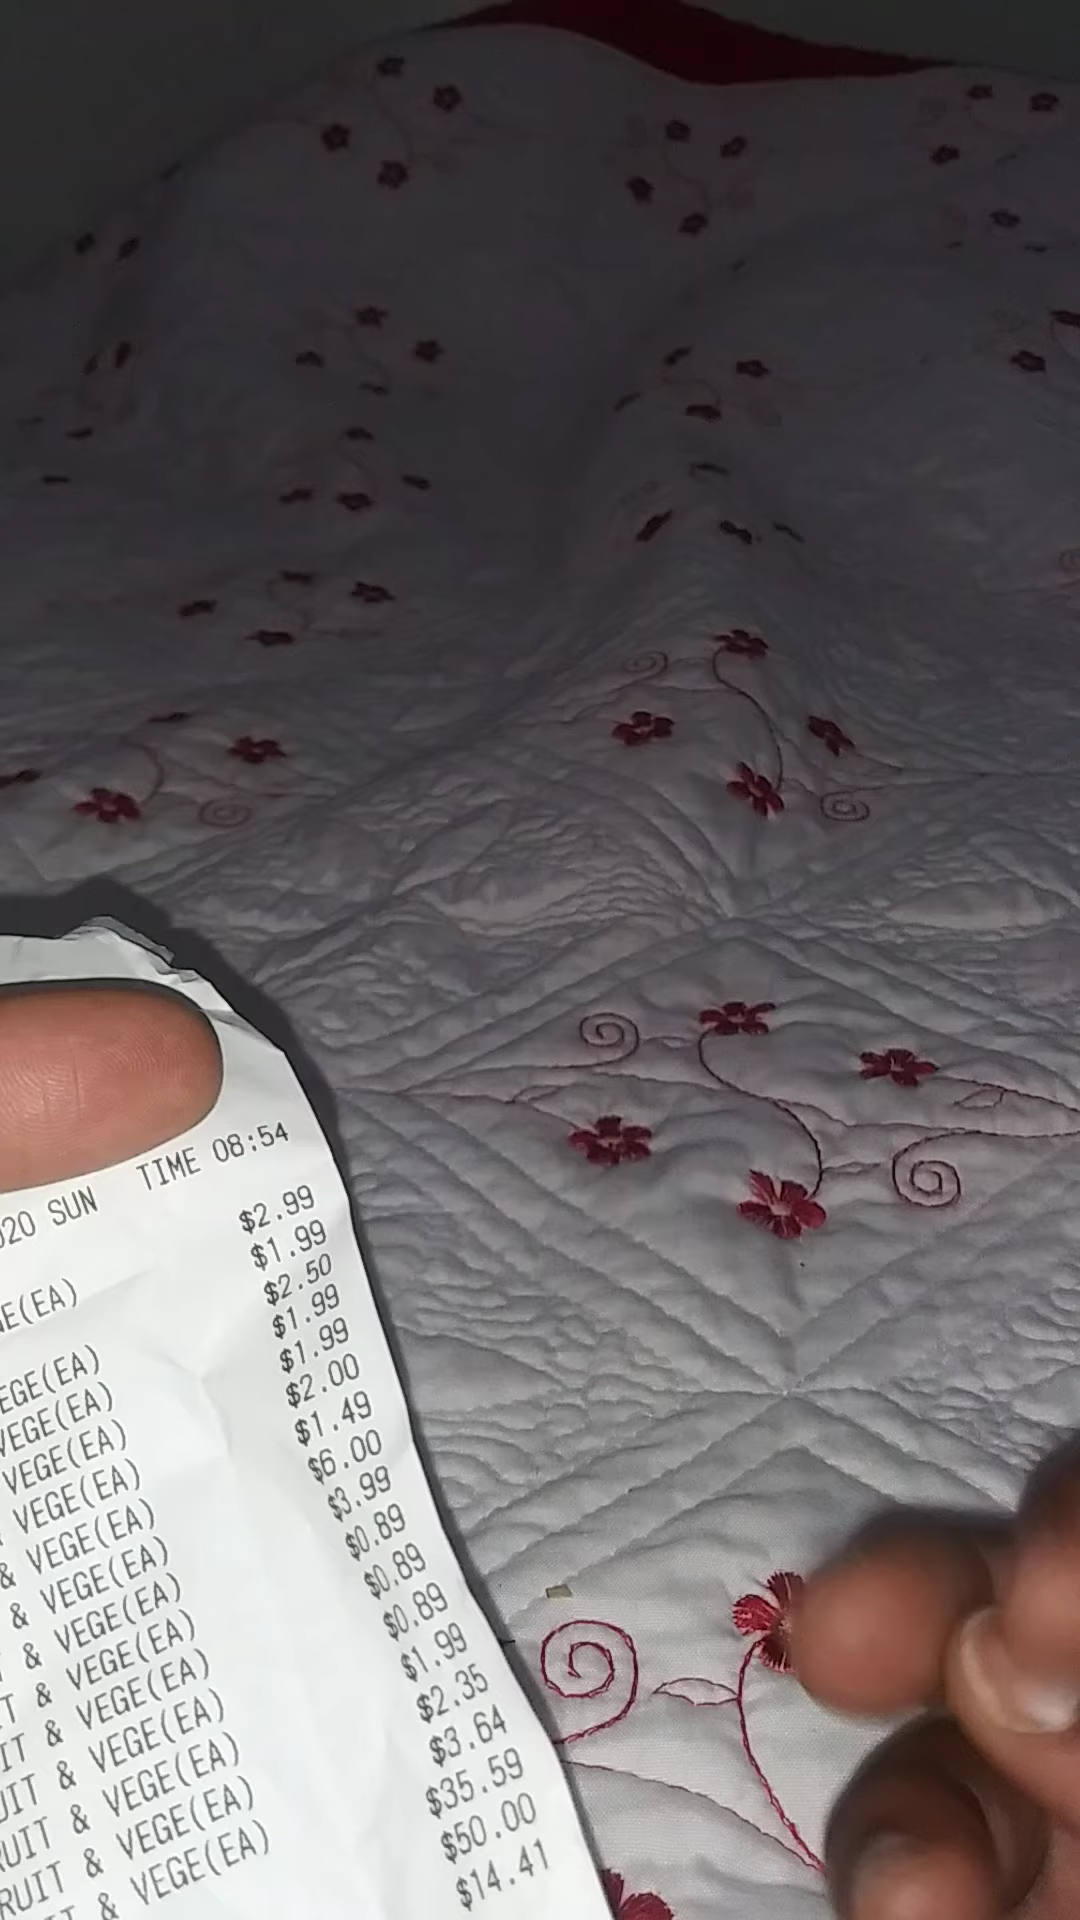 020 SUN TIME 08:54
$2.99
GE(EA) $1.99
$2.50
EGE(EA) $1.99
VEGE(EA) $1.99
VEGE(EA) $2.00
VEGE(EA) $1.49
& VEGE(EA) $6.00
& VEGE(EA) $3.99
& VEGE(EA) $0.89
& VEGE(EA) $0.89
IT & VEGE(EA) $0.89
UIT & VEGE(EA) $1.99
RUIT & VEGE(EA) $2.35
RUIT & VEGE(EA) $3.64
& VEGE(EA) $35.59
$50.00
$14.41